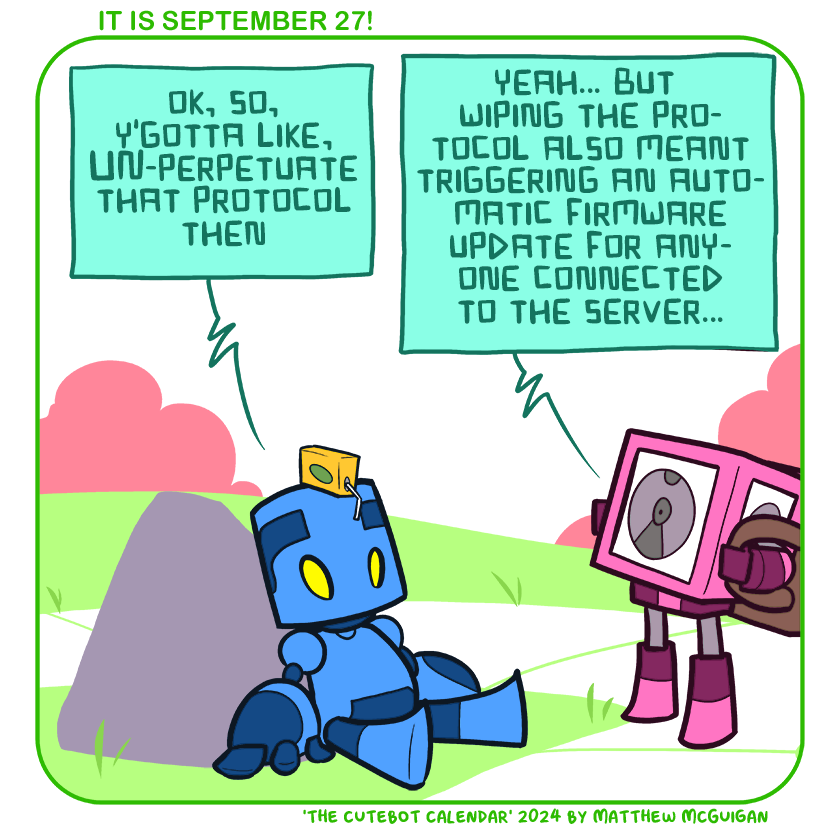 IT IS SEPTEMBER 27!
OK, SO,
Y'GOTTA LIKE,
UN-PERPETUATE
THAT PROTOCOL
THEN
YEAH... BUT
WIPING THE PRO-
TOCOL ALSO MEANT
TRIGGERING AN AUTO-
MATIC FIRMWARE
UPDATE FOR ANY-
ONE CONNECTED
TO THE SERVER...
'THE CUTEBOT CALENDAR' 2024 BY MATTHEW MCGUIGAN